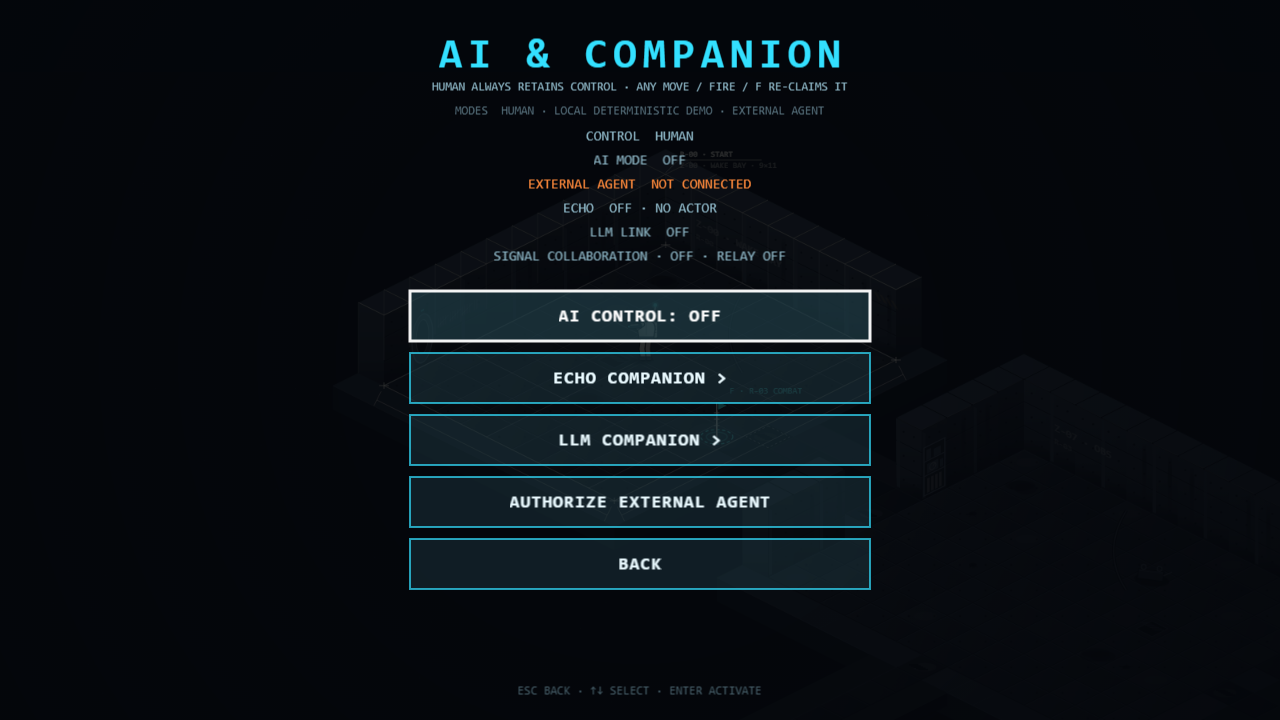 AI & COMPANION
HUMAN ALWAYS RETAINS CONTROL · ANY MOVE / FIRE / F RE-CLAIMS IT
MODES  HUMAN · LOCAL DETERMINISTIC DEMO · EXTERNAL AGENT
CONTROL  HUMAN
AI MODE  OFF
EXTERNAL AGENT  NOT CONNECTED
ECHO  OFF · NO ACTOR
LLM LINK  OFF
SIGNAL COLLABORATION · OFF · RELAY OFF
AI CONTROL: OFF
ECHO COMPANION >
LLM COMPANION >
AUTHORIZE EXTERNAL AGENT
BACK
ESC BACK · ↑↓ SELECT · ENTER ACTIVATE